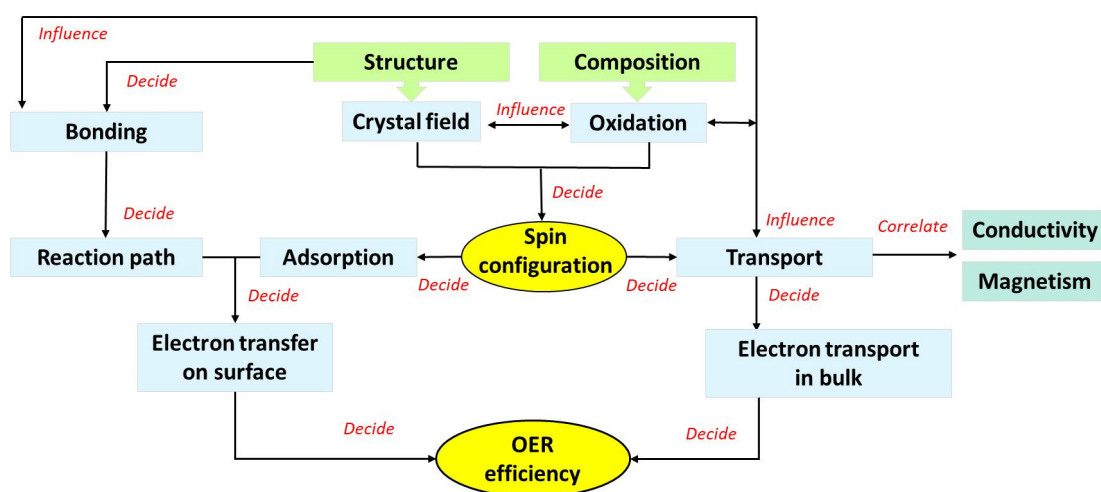 Influence
Structure
Composition
Decide
Bonding
Crystal field
Influence
Oxidation
Decide
Decide
Reaction path
Adsorption
Spin
configuration
Influence
Transport
Correlate
Conductivity
Magnetism
Decide
Decide
Decide
Decide
Electron transfer
on surface
Electron transport
in bulk
Decide
OER
efficiency
Decide